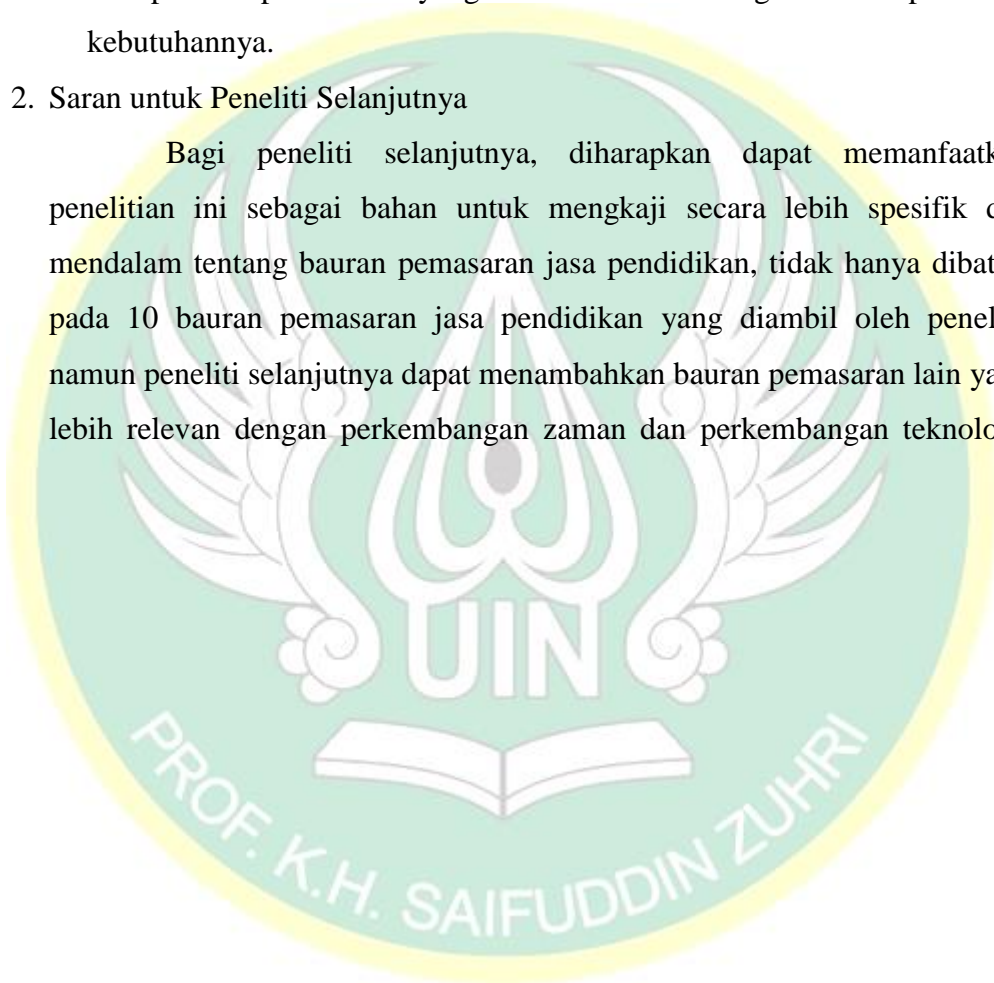 kebutuhannya.
2. Saran untuk Peneliti Selanjutnya
Bagi peneliti selanjutnya, diharapkan dapat
penelitian ini sebagai bahan untuk mengkaji secara lebih spesifik
mendalam tentang bauran pemasaran jasa pendidikan, tidak hanya
pada 10 bauran pemasaran jasa pendidikan yang diambil oleh
namun peneliti selanjutnya dapat menambahkan bauran pemasaran lain
lebih relevan dengan perkembangan zaman dan perkembangan
UIN
PROF. K.H. SAIFUDDIN ZUHRI